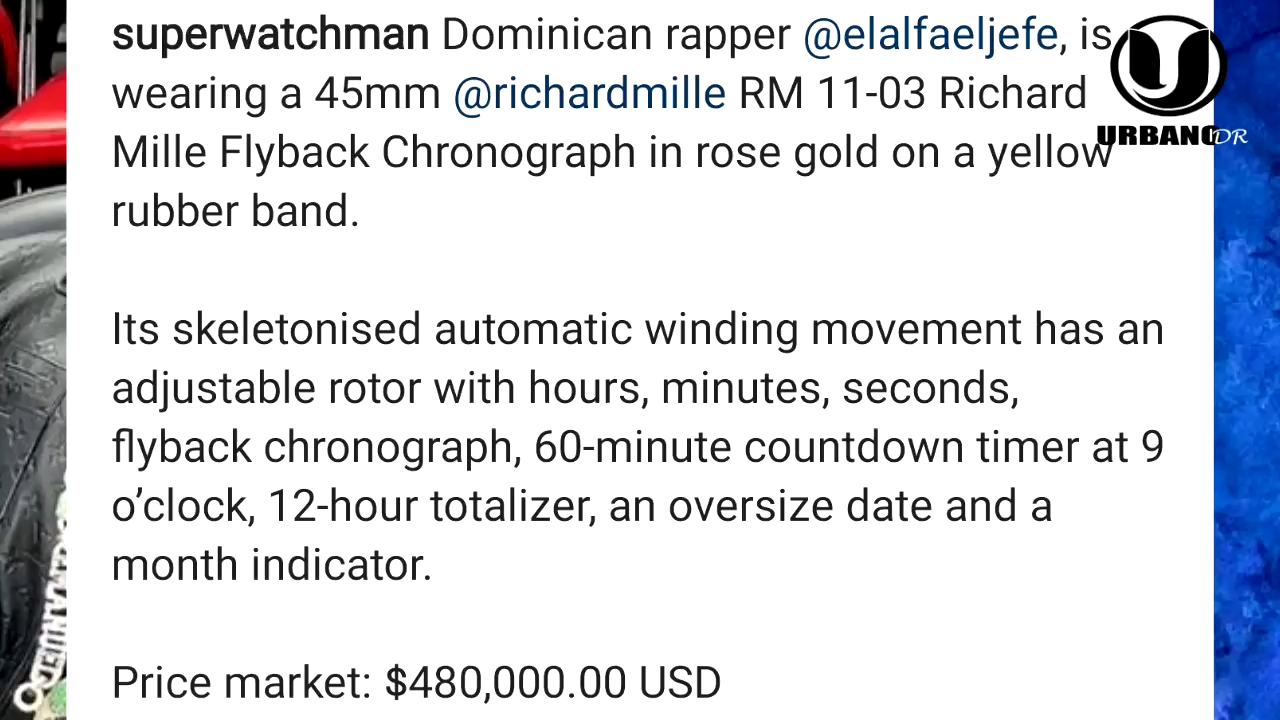 superwatchman Dominican rapper @elalfaeljefe, is
wearing a 45mm @richardmille RM 11-03 Richard
Mille Flyback Chronograph in rose gold on a yellow
rubber band.
Its skeletonised automatic winding movement has an
adjustable rotor with hours, minutes, seconds,
flyback chronograph, 60-minute countdown timer at 9
o’clock, 12-hour totalizer, an oversize date and a
month indicator.
Price market: $480,000.00 USD
URBANO DR